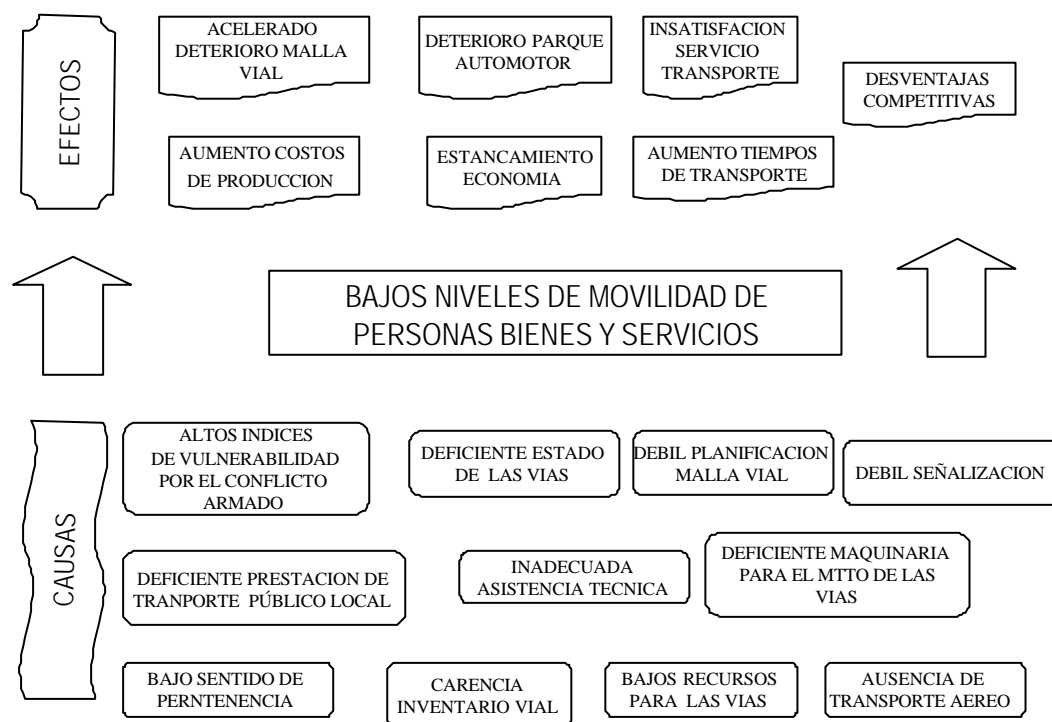 EFECTOS
ACELERADO
DETERIORO MALLA
VIAL
DETERIORO PARQUE
AUTOMOTOR
INSATISFACION
SERVICIO
TRANSPORTE
DESVENTAJAS
COMPETITIVAS
AUMENTO COSTOS
DE PRODUCCION
ESTANCAMIENTO
ECONOMIA
AUMENTO TIEMPOS
DE TRANSPORTE
BAJOS NIVELES DE MOVILIDAD DE
PERSONAS BIENES Y SERVICIOS
CAUSAS
ALTOS INDICES
DE VULNERABILIDAD
POR EL CONFLICTO
ARMADO
DEFICIENTE ESTADO
DE LAS VIAS
DEBIL PLANIFICACION
MALLA VIAL
DEBIL SEÑALIZACION
DEFICIENTE PRESTACION DE
TRANPORTE PÚBLICO LOCAL
INADECUADA
ASISTENCIA TECNICA
DEFICIENTE MAQUINARIA
PARA EL MTTO DE LAS
VIAS
BAJO SENTIDO DE
PERNTENENCIA
CARENCIA
INVENTARIO VIAL
BAJOS RECURSOS
PARA LAS VIAS
AUSENCIA DE
TRANSPORTE AEREO